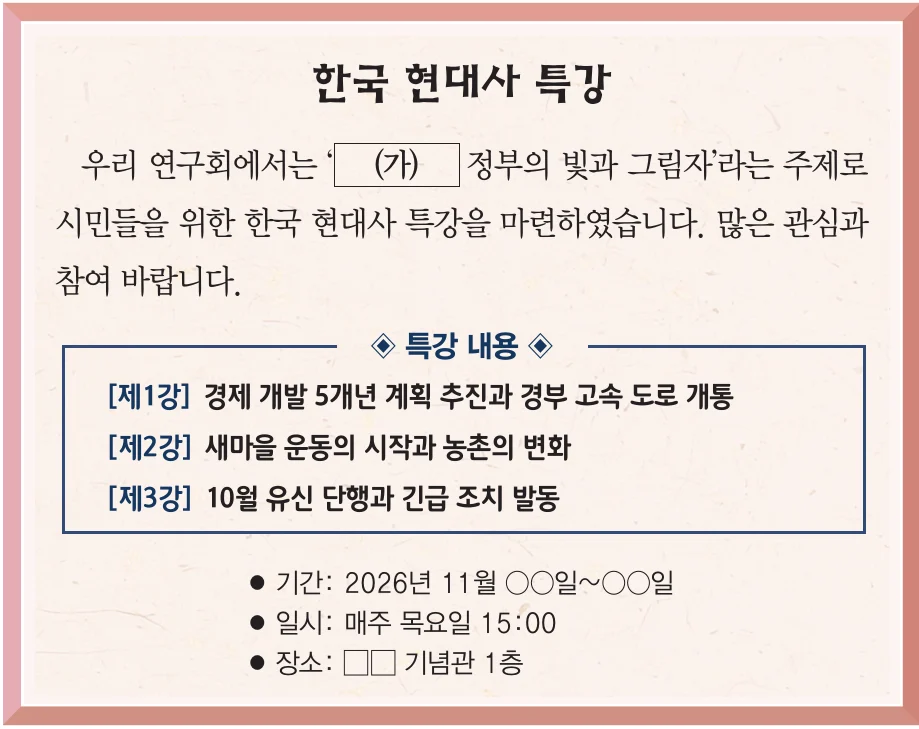 한국 현대사 특강
우리 연구회에서는 ‘ (가) 정부의 빛과 그림자’라는 주제로
시민들을 위한 한국 현대사 특강을 마련하였습니다. 많은 관심과
참여 바랍니다.
◈ 특강 내용 ◈
[제1강] 경제 개발 5개년 계획 추진과 경부 고속 도로 개통
[제2강] 새마을 운동의 시작과 농촌의 변화
[제3강] 10월 유신 단행과 긴급 조치 발동
● 기간: 2026년 11월 ○○일~○○일
● 일시: 매주 목요일 15:00
● 장소: □□ 기념관 1층